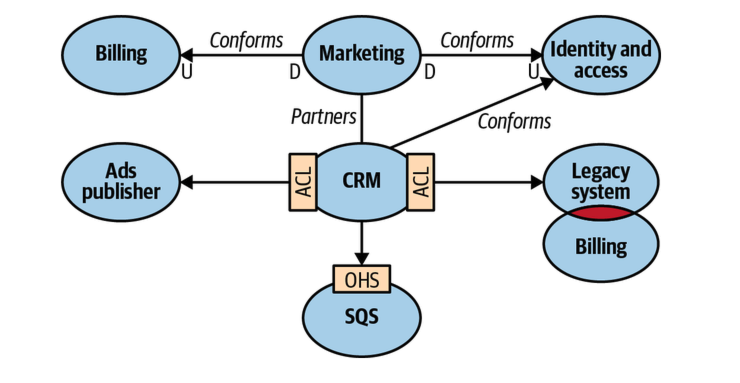 Billing
Conforms
U
D
Marketing
Conforms
D
U
Identity and
access
Partners
Conforms
Ads
publisher
ACL
CRM
ACL
Legacy
system
Billing
OHS
SQS